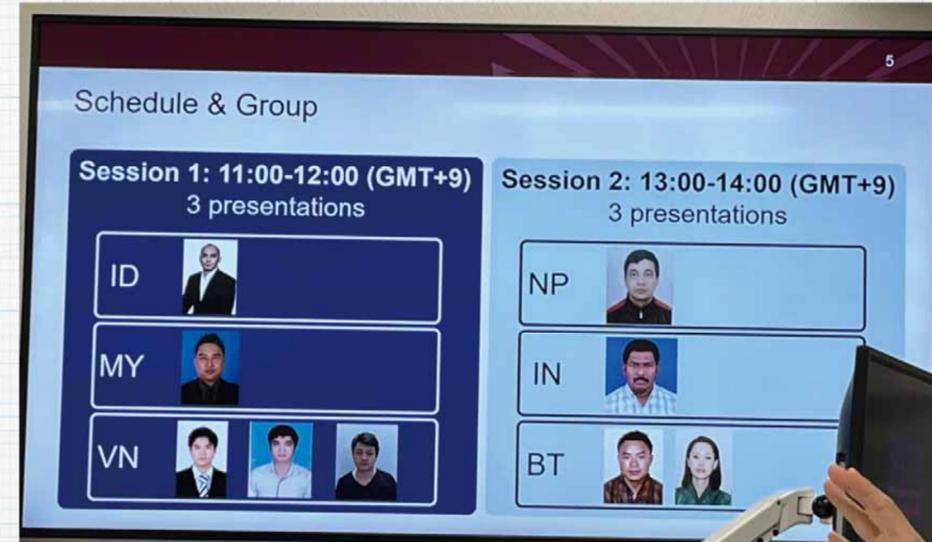 5
Schedule & Group
Session 1: 11:00-12:00 (GMT+9)
3 presentations
ID
MY
VN
Session 2: 13:00-14:00 (GMT+9)
3 presentations
NP
IN
BT